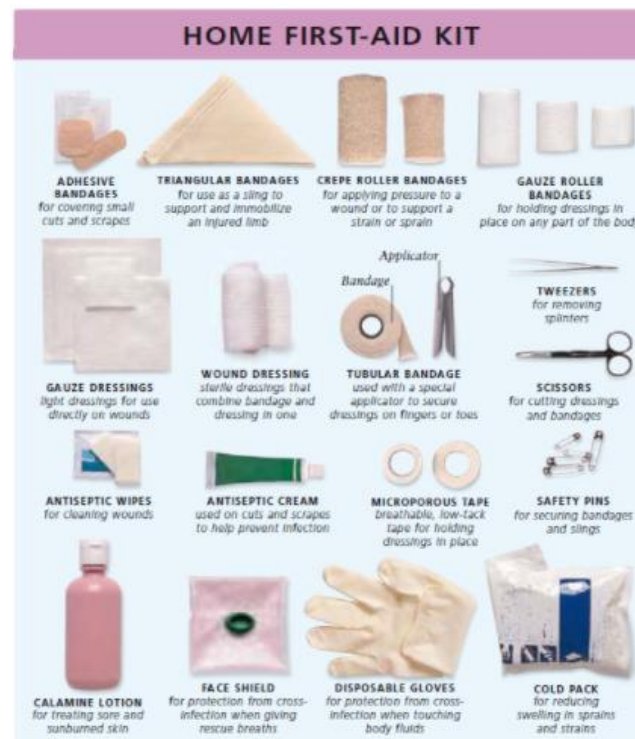 HOME FIRST-AID KIT
ADHESIVE
BANDAGES
for covering small
cuts and scrapes
TRIANGULAR BANDAGES
for use as a sling to
support and immobilize
an injured limb
CREPE ROLLER BANDAGES
for applying pressure to a
wound or to support a
strain or sprain
GAUZE ROLLER
BANDAGES
for holding dressings in
place on any part of the body
GAUZE DRESSINGS
light dressings for use
directly on wounds
WOUND DRESSING
sterile dressings that
combine bandage and
dressing in one
Applicator
Bandage
TUBULAR BANDAGE
used with a special
applicator to secure
dressings on fingers or toes
TWEEZERS
for removing
splinters
SCISSORS
for cutting dressings
and bandages
ANTISEPTIC WIPES
for cleaning wounds
ANTISEPTIC CREAM
used on cuts and scrapes
to help prevent infection
MICROPOROUS TAPE
breathable, low-tack
tape for holding
dressings in place
SAFETY PINS
for securing bandages
and slings
CALAMINE LOTION
for treating sore and
sunburned skin
FACE SHIELD
for protection from cross-
infection when giving
rescue breaths
DISPOSABLE GLOVES
for protection from cross-
infection when touching
body fluids
COLD PACK
for reducing
swelling in sprains
and strains